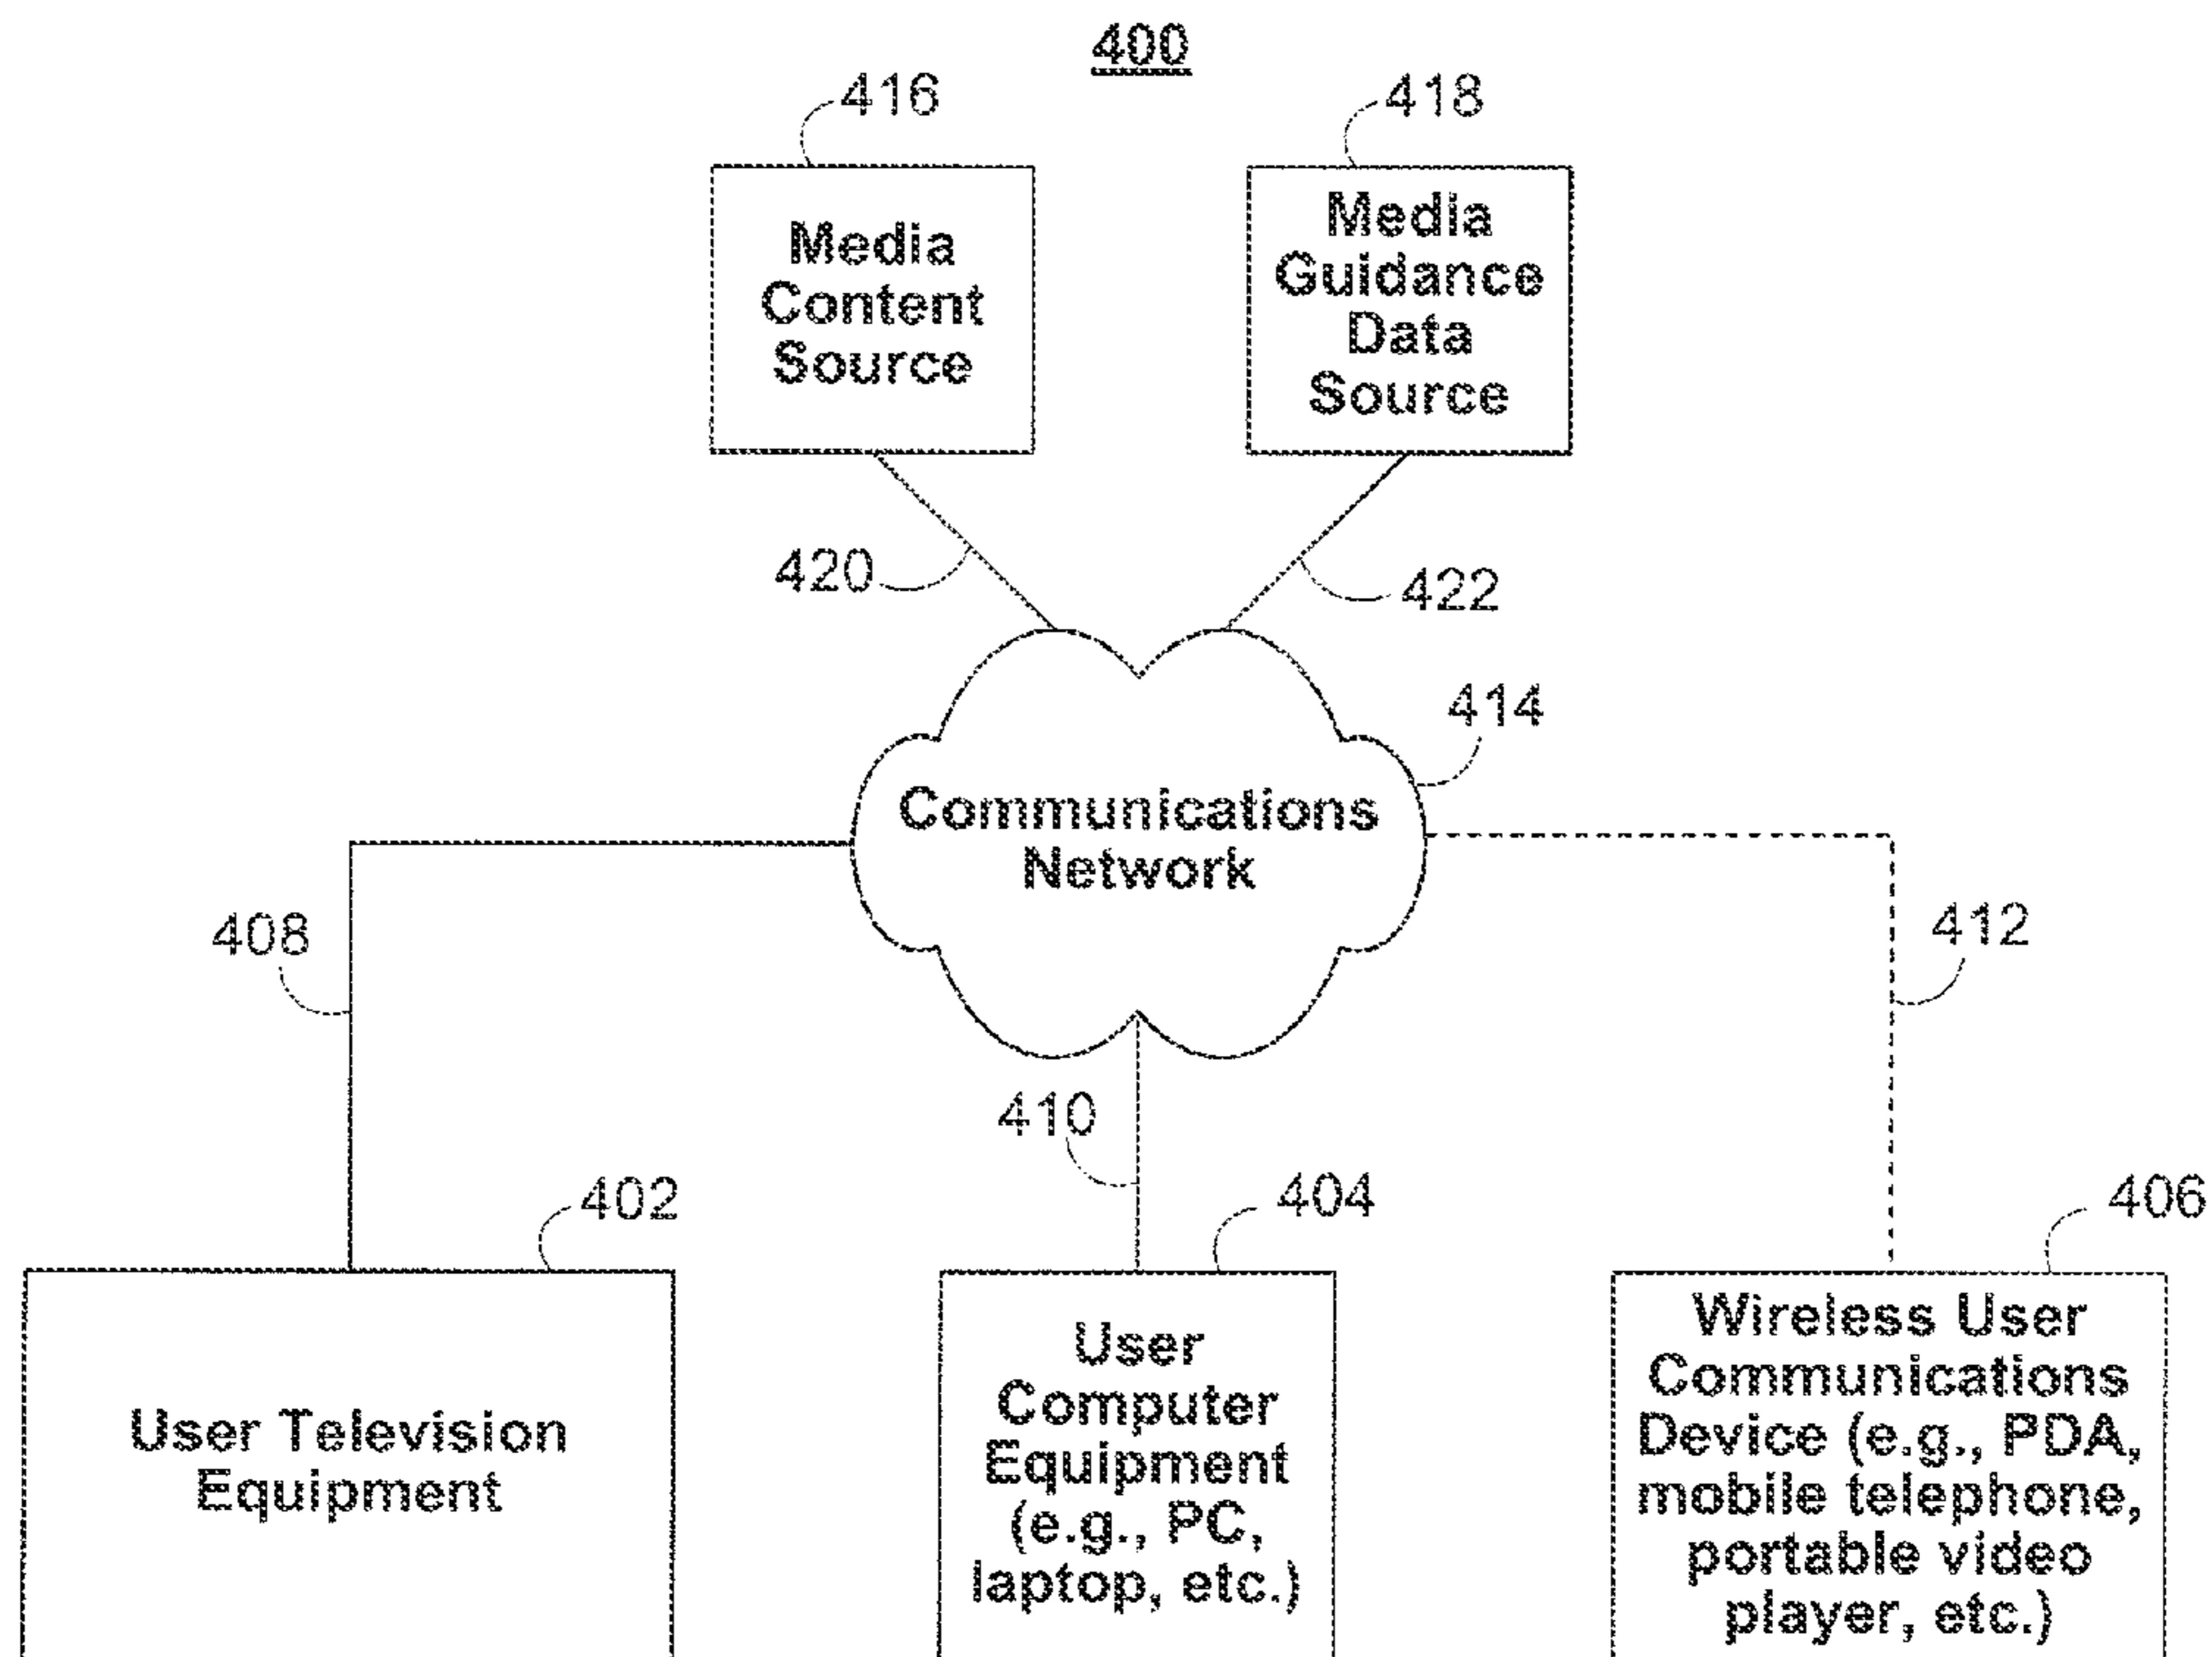 400
416
418
Media
Content
Source
Media
Guidance
Data
Source
420
422
414
Communications
Network
408
412
410
402
404
406
User Television
Equipment
User
Computer
Equipment
(e.g., PC,
laptop, etc.)
Wireless User
Communications
Device (e.g., PDA,
mobile telephone,
portable video
player, etc.)